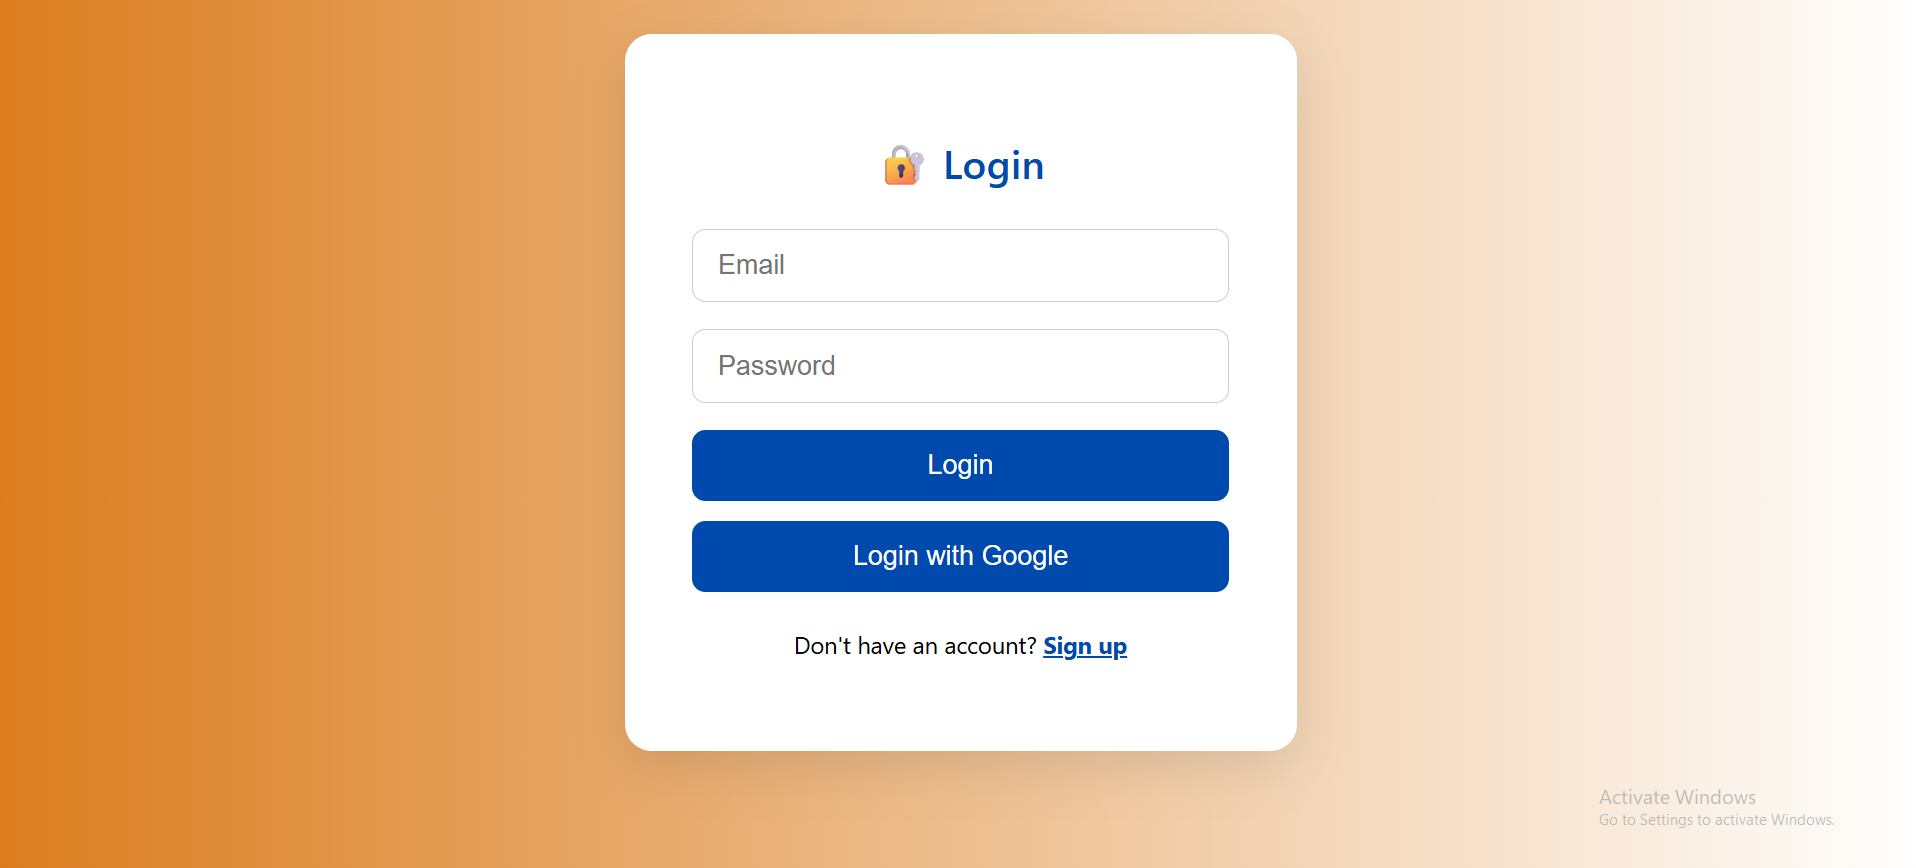 🔐 Login
Email
Password
Login
Login with Google
Don't have an account? Sign up
Activate Windows
Go to Settings to activate Windows.